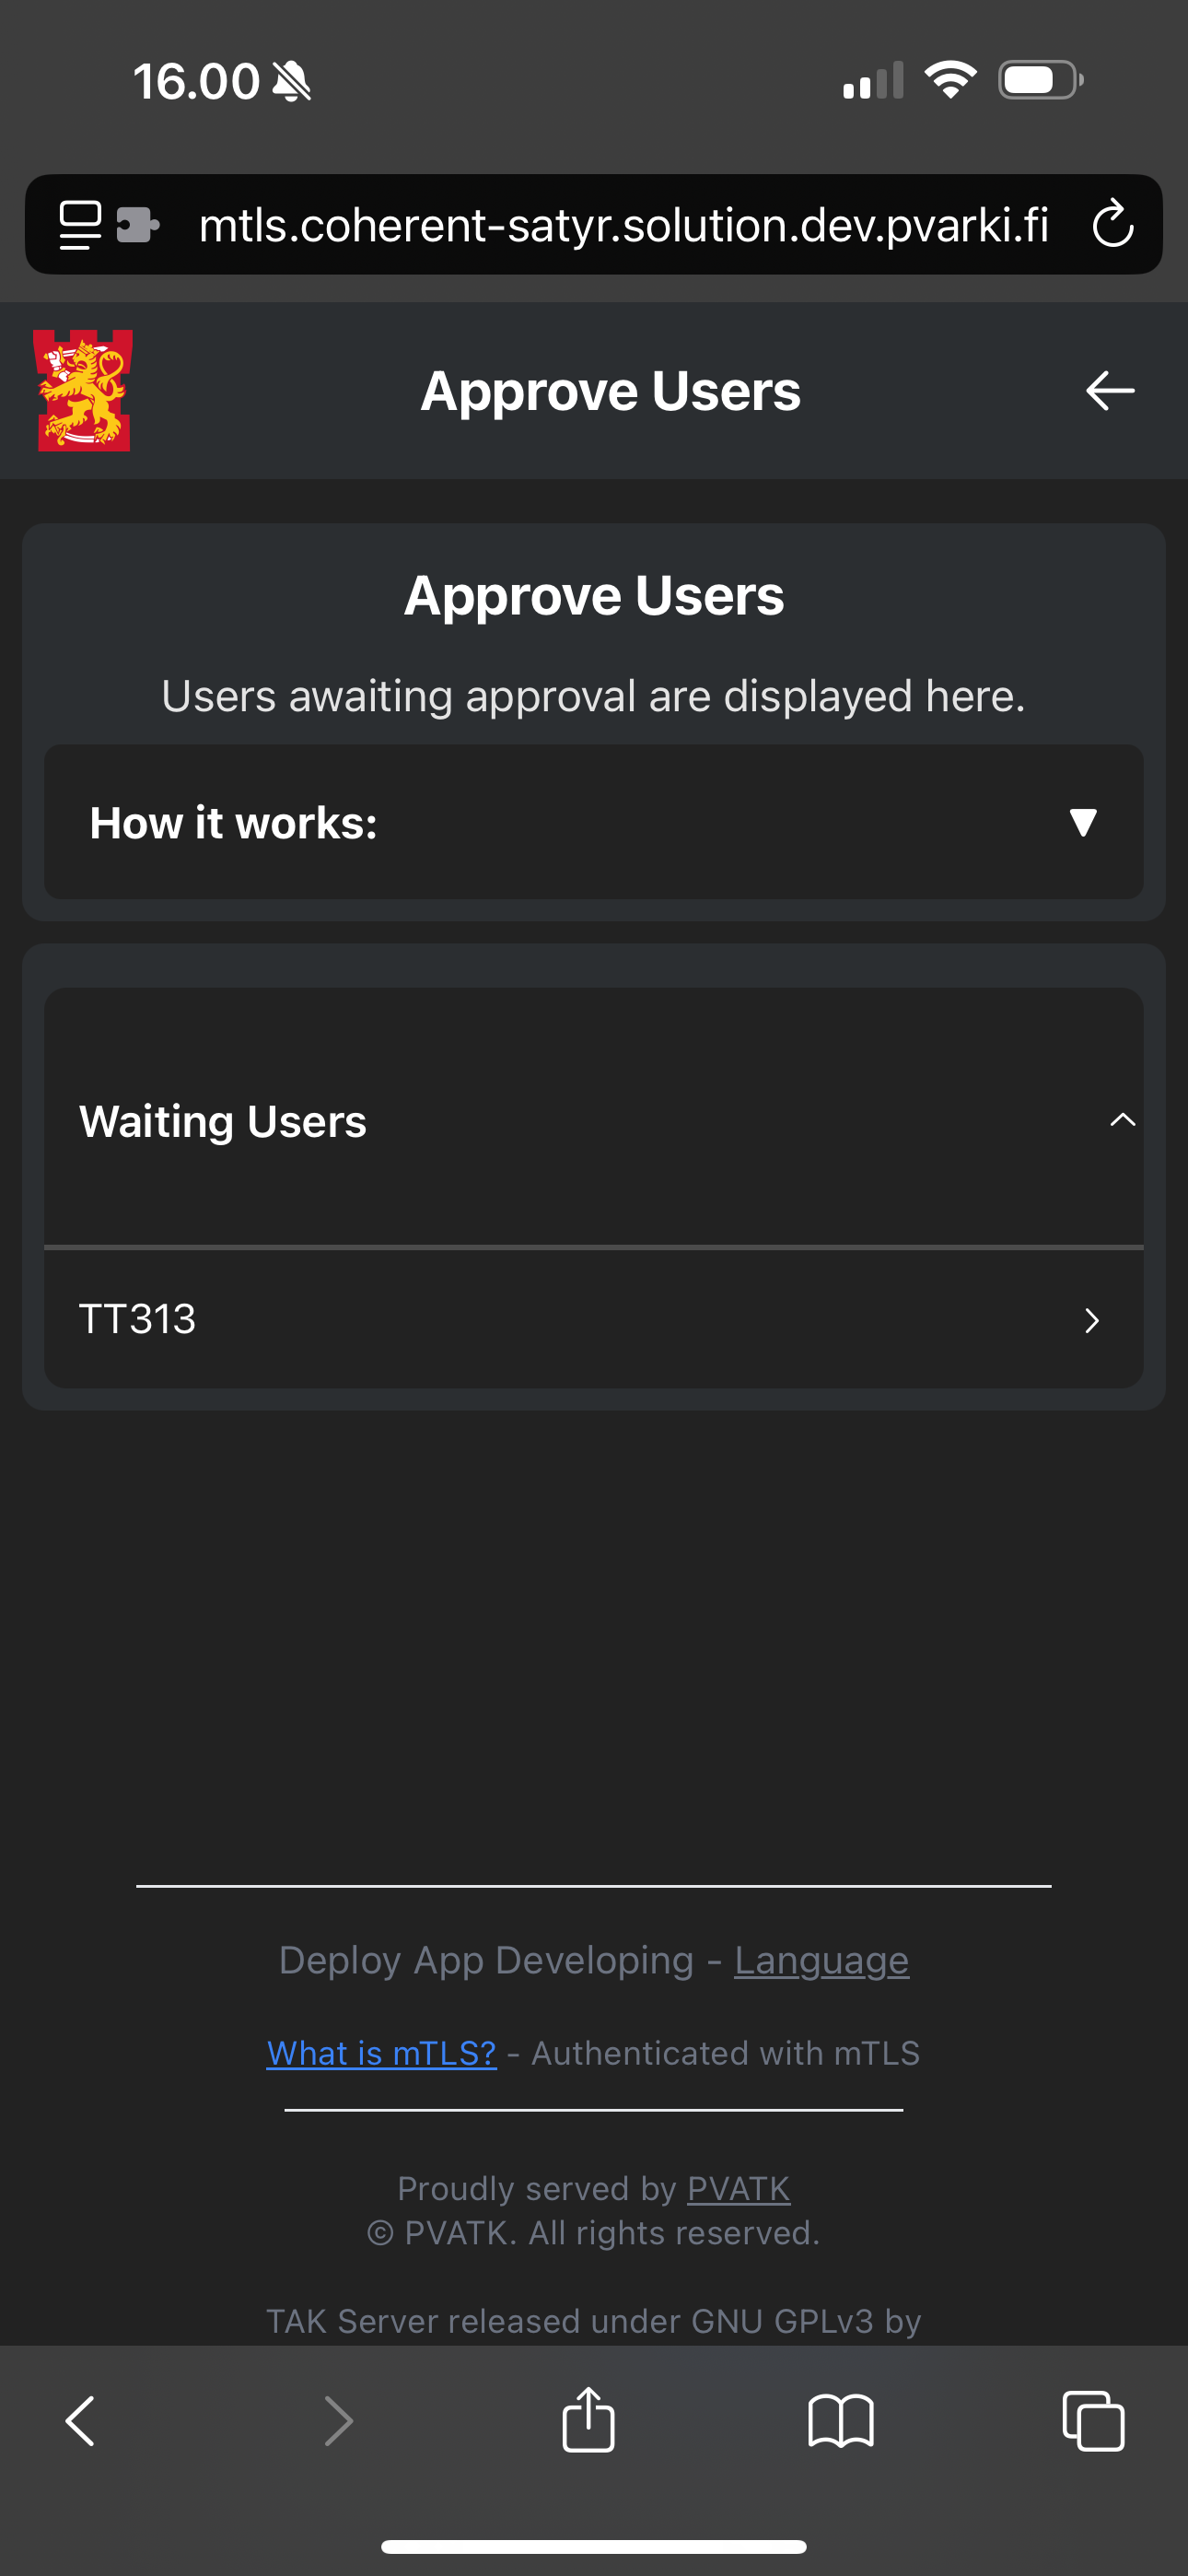 16.00
mtls.coherent-satyr.solution.dev.pvarki.fi
Approve Users
Approve Users
Users awaiting approval are displayed here.
How it works:
Waiting Users
TT313
Deploy App Developing - Language
What is mTLS? - Authenticated with mTLS
Proudly served by PVATK
© PVATK. All rights reserved.
TAK Server released under GNU GPLv3 by